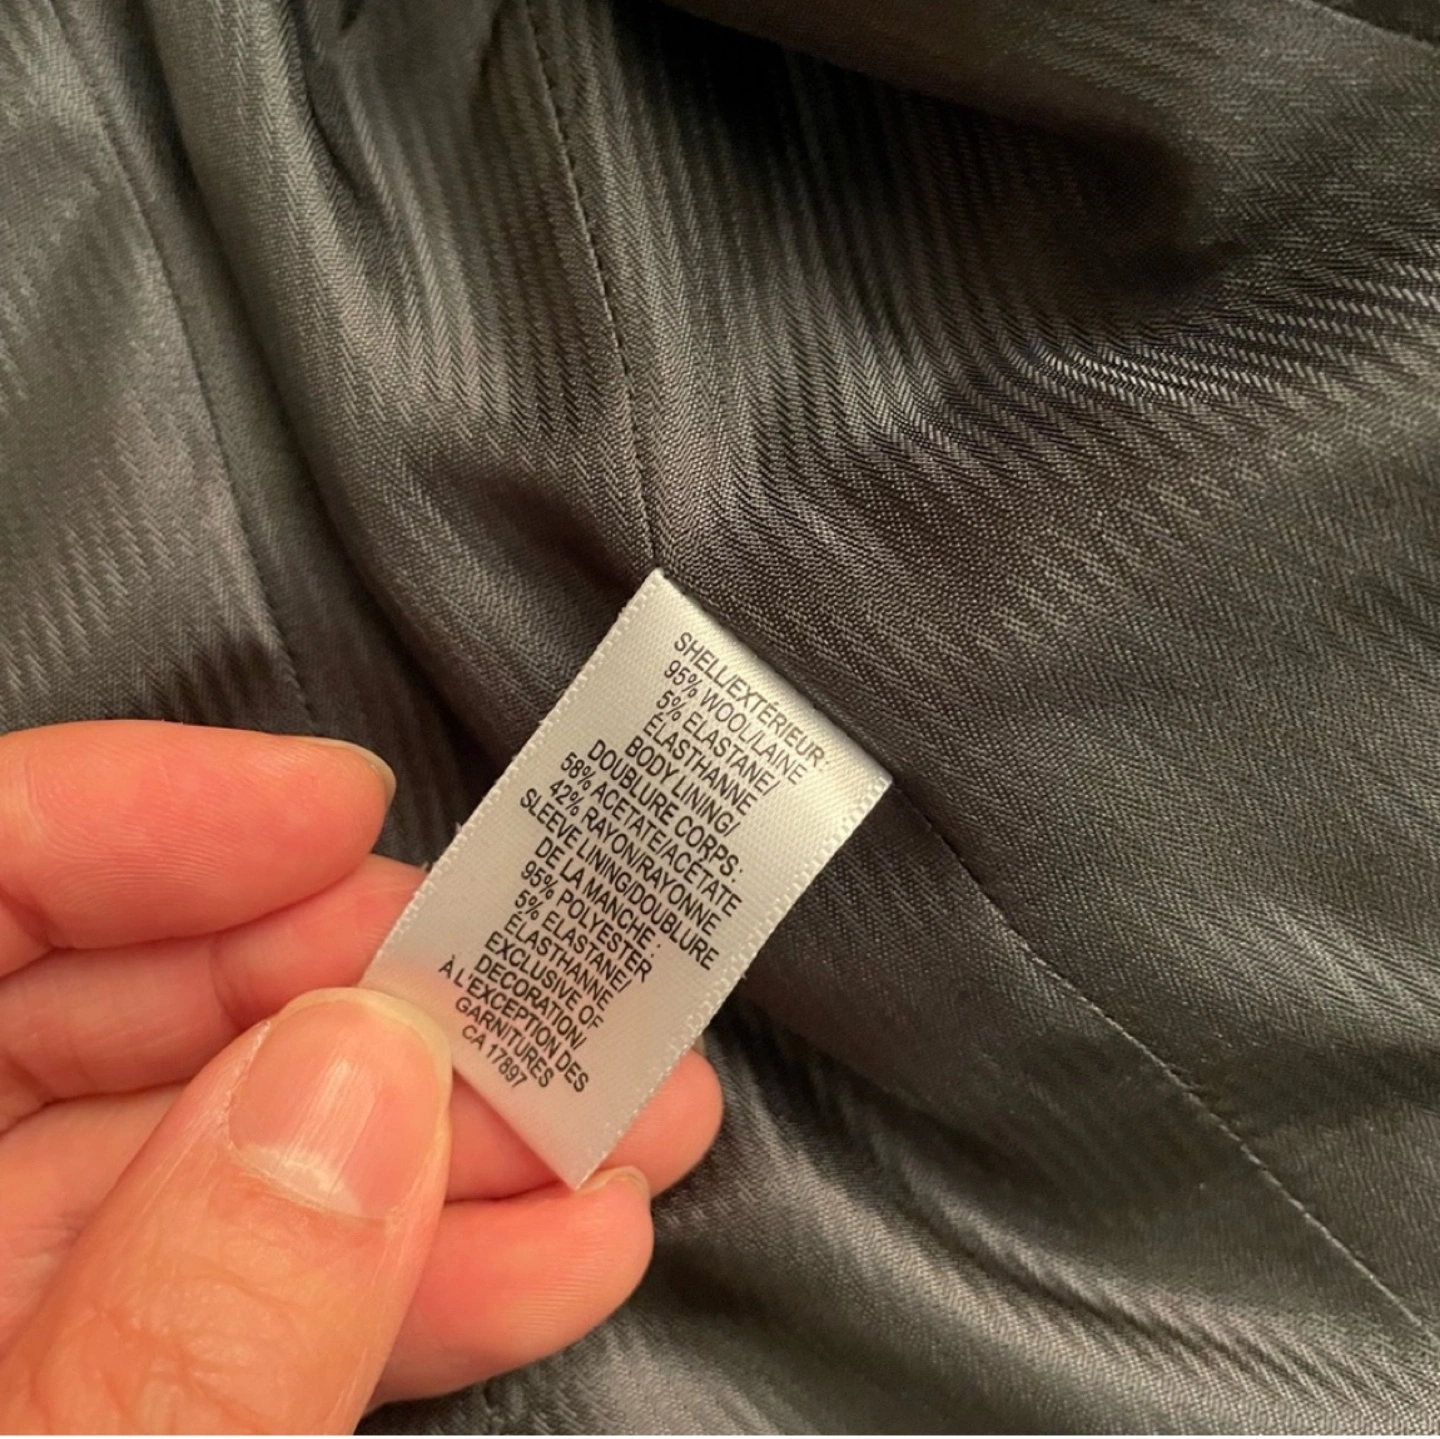 SHELL/EXTÉRIEUR:
95% WOOL/LAINE
5% ELASTANE/
ÉLASTHANNE
BODY LINING/
DOUBLURE CORPS:
58% ACETATE/ACÉTATE
42% RAYON/RAYONNE
SLEEVE LINING/DOUBLURE
DE LA MANCHE :
95% POLYESTER
5% ELASTANE/
ÉLASTHANNE
EXCLUSIVE OF
DECORATION/
À L'EXCEPTION DES
GARNITURES
CA 17897